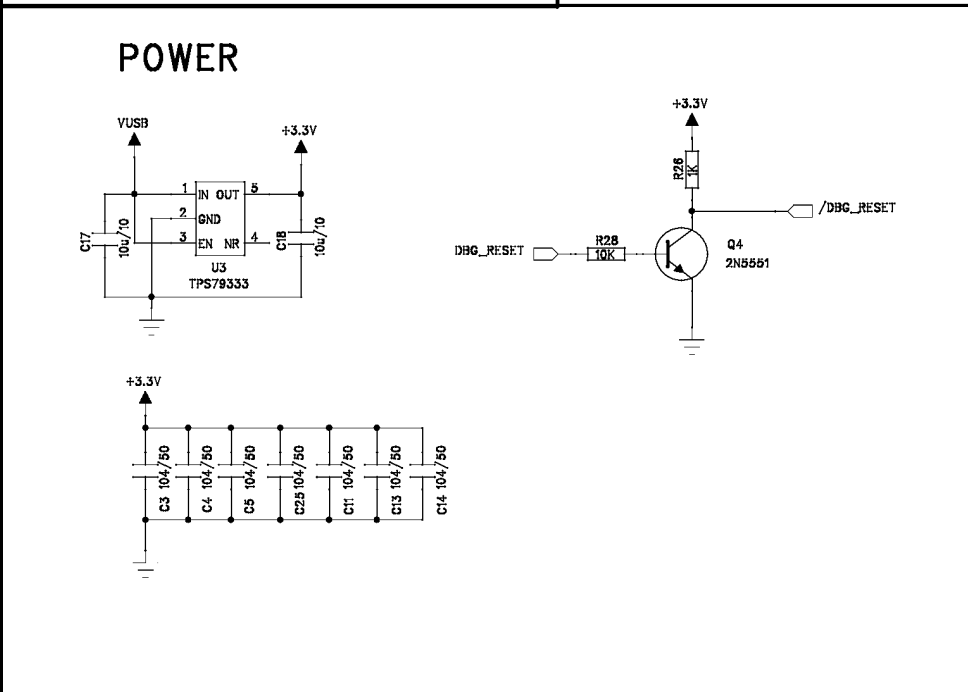 POWER
VUSB
+3.3V
1
IN OUT
5
2
GND
3
EN NR
4
C17
10u/10
C18
10u/10
U3
TPS79333
+3.3V
R26
1K
/DBG_RESET
DBG_RESET
R28
10K
Q4
2N5551
+3.3V
C3 104/50
C4 104/50
C5 104/50
C25 104/50
C11 104/50
C13 104/50
C14 104/50